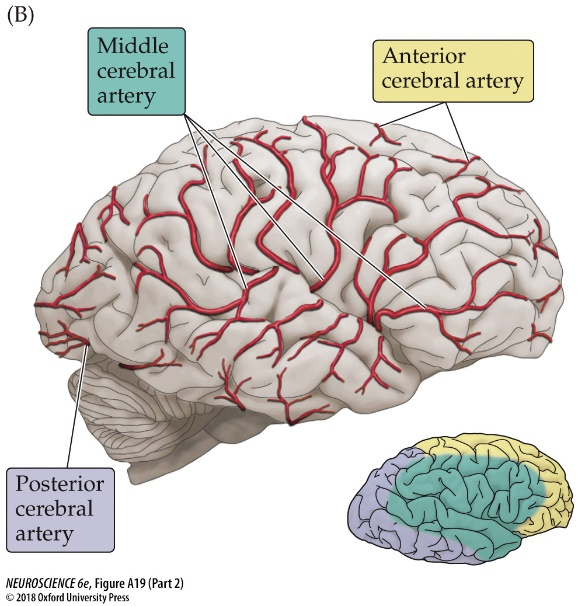 (B)
Middle
cerebral
artery
Anterior
cerebral artery
Posterior
cerebral
artery
NEUROSCIENCE 6e, Figure A19 (Part 2)
© 2018 Oxford University Press